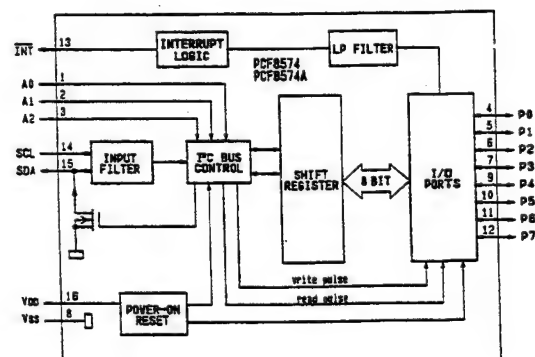 INT 13
INTERRUPT
LOGIC
LP FILTER
PCF8574
PCF8574A
A0 1
A1 2
A2 3
SCL 14
SDA 15
INPUT
FILTER
I²C BUS
CONTROL
SHIFT
REGISTER
8 BIT
I/O
PORTS
4 P0
5 P1
6 P2
7 P3
9 P4
10 P5
11 P6
12 P7
write pulse
read pulse
VDD 16
VSS 8
POWER-ON
RESET